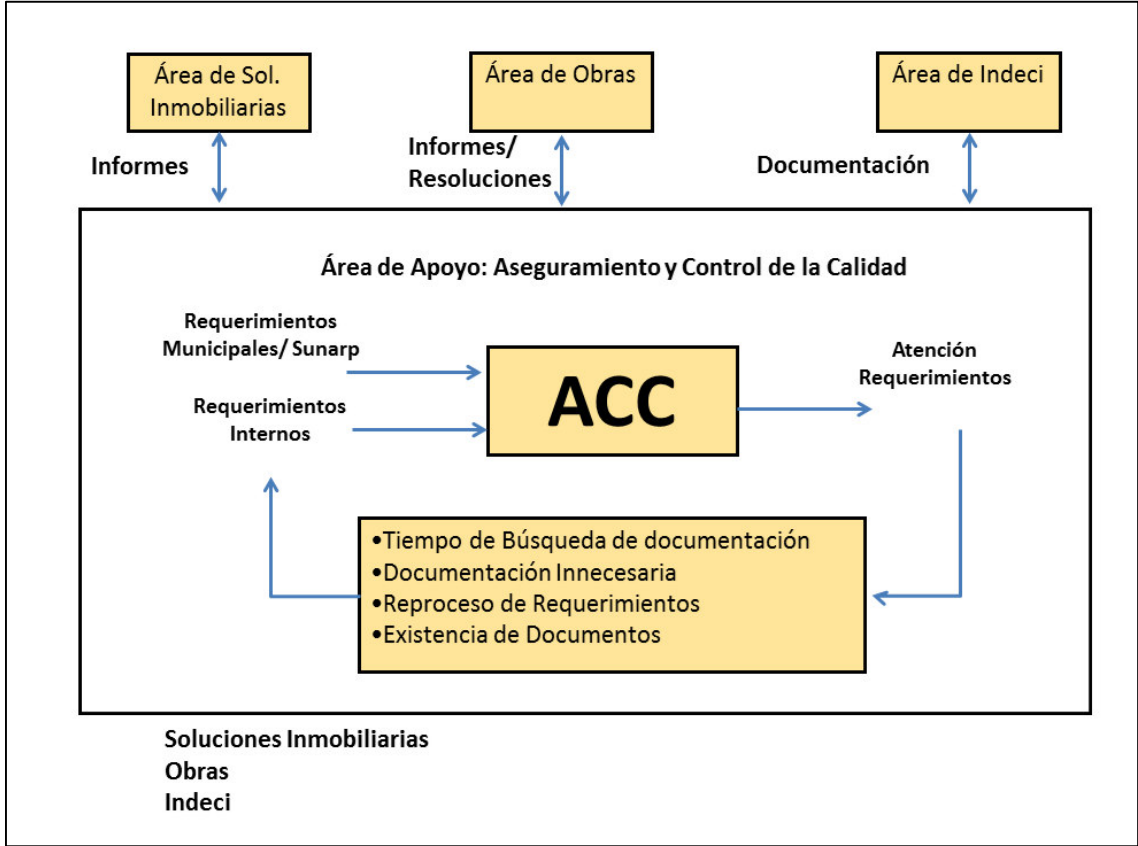 Área de Sol.
Inmobiliarias
Área de Obras
Área de Indeci
Informes
Informes/
Resoluciones
Documentación
Área de Apoyo: Aseguramiento y Control de la Calidad
Requerimientos
Municipales/ Sunarp
Requerimientos
Internos
ACC
Atención
Requerimientos
•Tiempo de Búsqueda de documentación
•Documentación Innecesaria
•Reproceso de Requerimientos
•Existencia de Documentos
Soluciones Inmobiliarias
Obras
Indeci